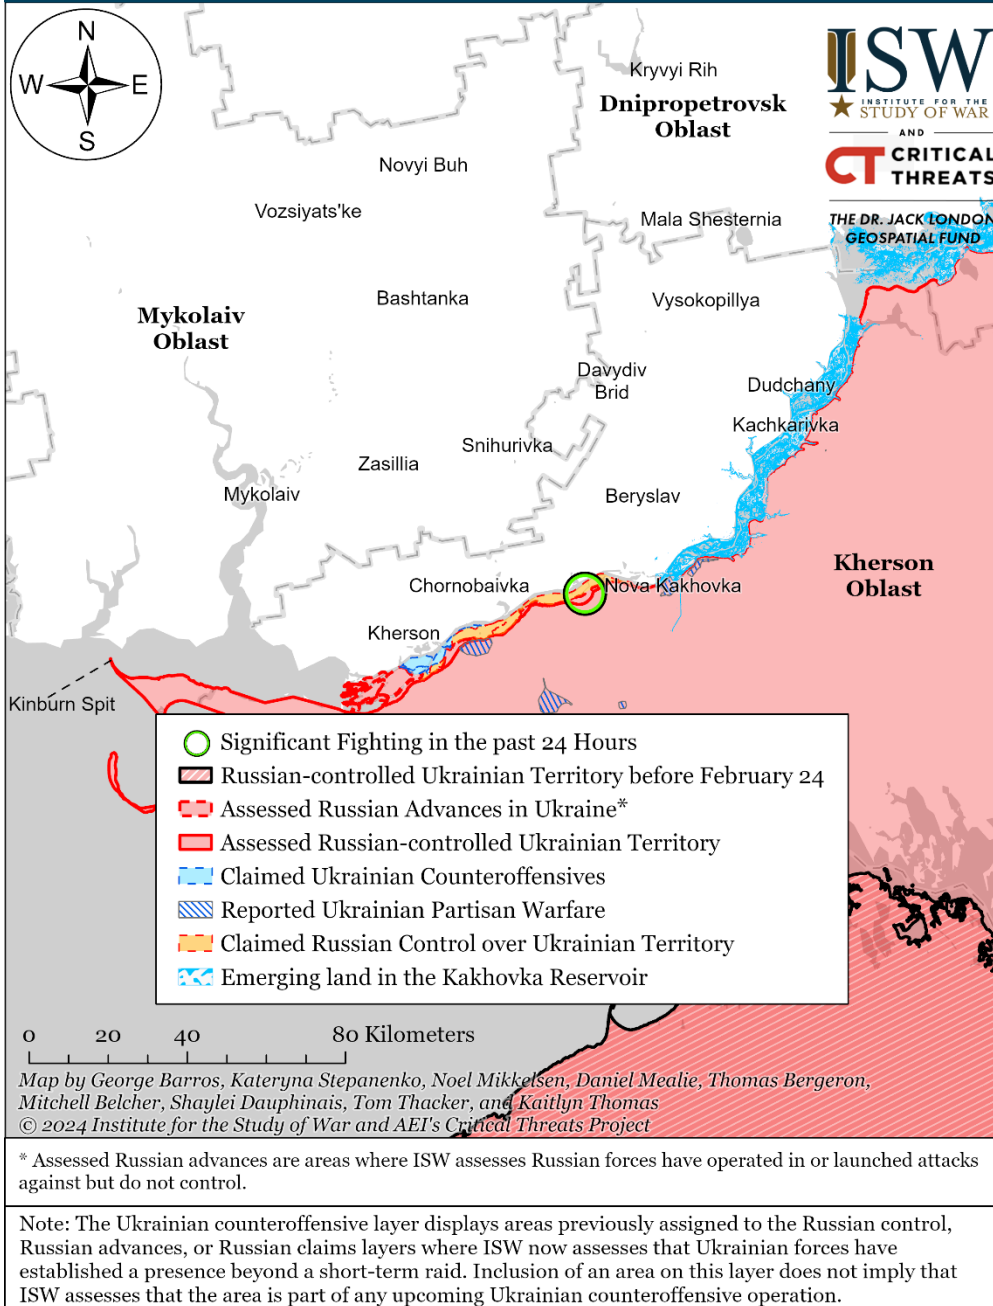 N
W E
S
Kryvyi Rih
Dnipropetrovsk
Oblast
ISW
INSTITUTE FOR THE
STUDY OF WAR
AND
CT CRITICAL
THREATS
THE DR. JACK LONDON
GEOSPATIAL FUND
Novyi Buh
Vozsiyats'ke
Mala Shesternia
Bashtanka
Vysokopillya
Mykolaiv
Oblast
Davydiv
Brid
Dudchany
Kachkarivka
Snihurivka
Zasillia
Mykolaiv
Beryslav
Kherson
Oblast
Chornobaivka
Nova Kakhovka
Kherson
Kinburn Spit
Significant Fighting in the past 24 Hours
Russian-controlled Ukrainian Territory before February 24
Assessed Russian Advances in Ukraine*
Assessed Russian-controlled Ukrainian Territory
Claimed Ukrainian Counteroffensives
Reported Ukrainian Partisan Warfare
Claimed Russian Control over Ukrainian Territory
Emerging land in the Kakhovka Reservoir
0 20 40 80 Kilometers
Map by George Barros, Kateryna Stepanenko, Noel Mikkelsen, Daniel Mealie, Thomas Bergeron,
Mitchell Belcher, Shaylei Dauphinais, Tom Thacker, and Kaitlyn Thomas
© 2024 Institute for the Study of War and AEI's Critical Threats Project
* Assessed Russian advances are areas where ISW assesses Russian forces have operated in or launched attacks
against but do not control.
Note: The Ukrainian counteroffensive layer displays areas previously assigned to the Russian control,
Russian advances, or Russian claims layers where ISW now assesses that Ukrainian forces have
established a presence beyond a short-term raid. Inclusion of an area on this layer does not imply that
ISW assesses that the area is part of any upcoming Ukrainian counteroffensive operation.